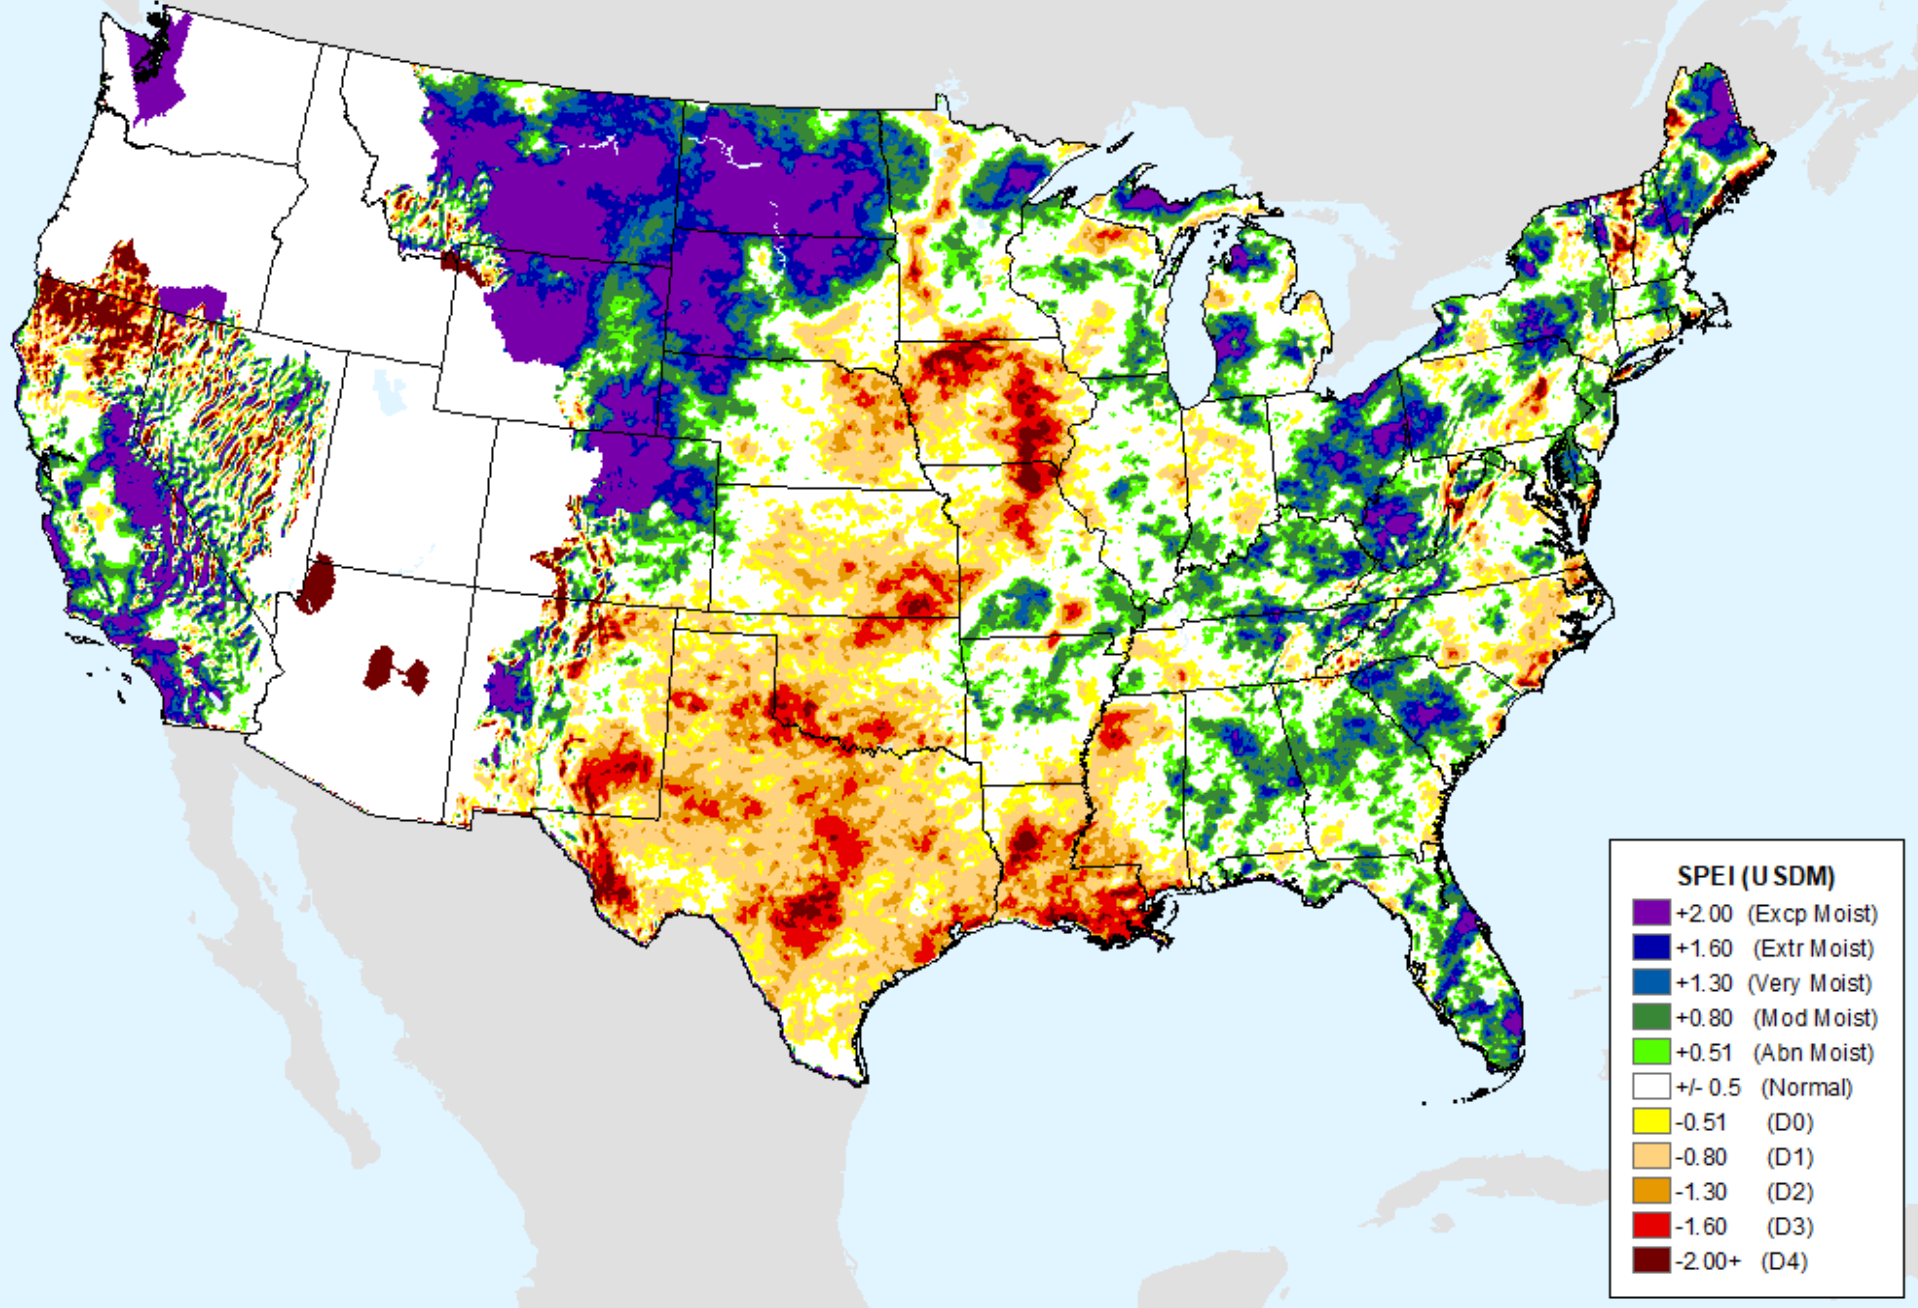 SPEI (USDM)
+2.00 (Excp Moist)
+1.60 (Extr Moist)
+1.30 (Very Moist)
+0.80 (Mod Moist)
+0.51 (Abn Moist)
+/- 0.5 (Normal)
-0.51 (D0)
-0.80 (D1)
-1.30 (D2)
-1.60 (D3)
-2.00+ (D4)